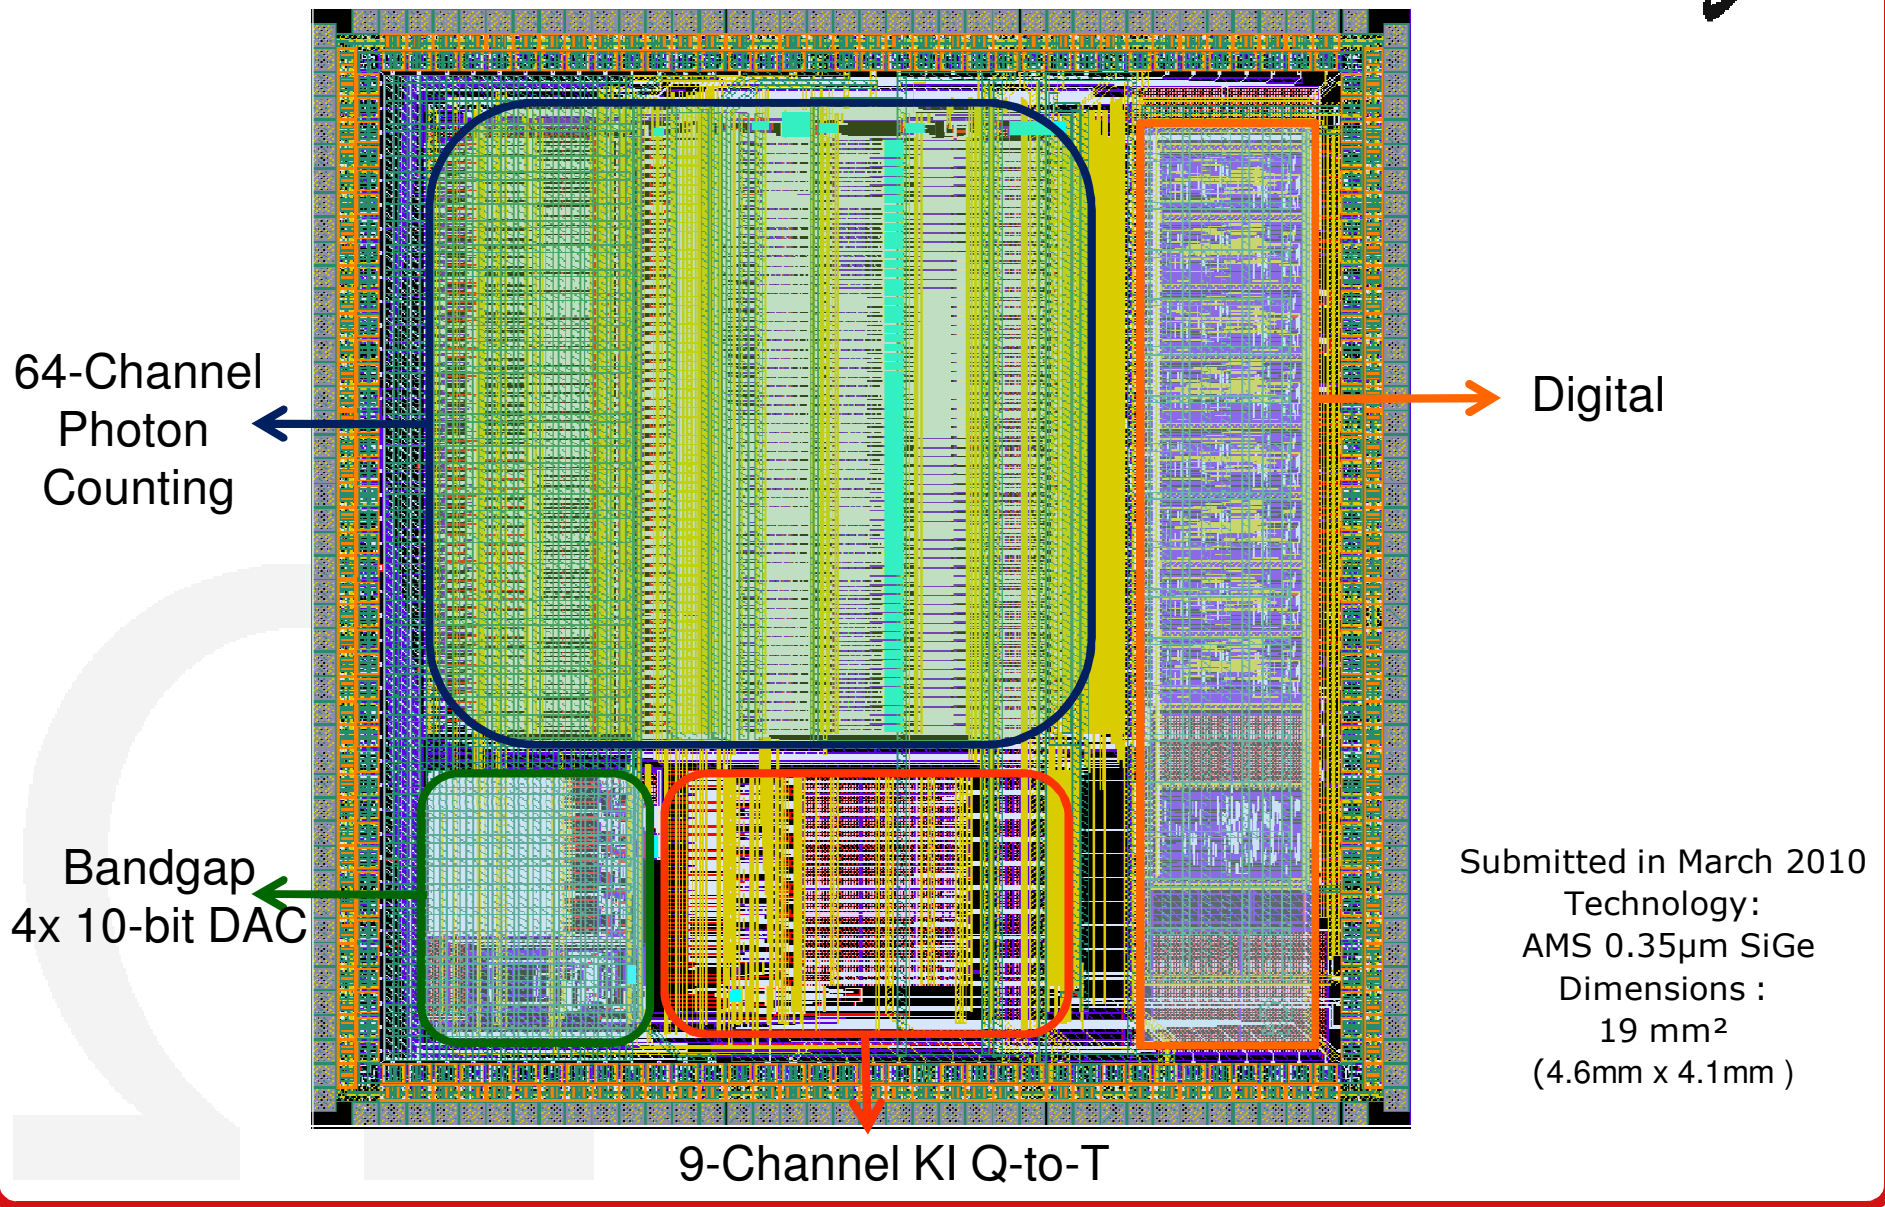 64-Channel
Photon
Counting
Digital
Bandgap
4x 10-bit DAC
Submitted in March 2010
Technology:
AMS 0.35µm SiGe
Dimensions :
19 mm²
(4.6mm x 4.1mm )
9-Channel KI Q-to-T